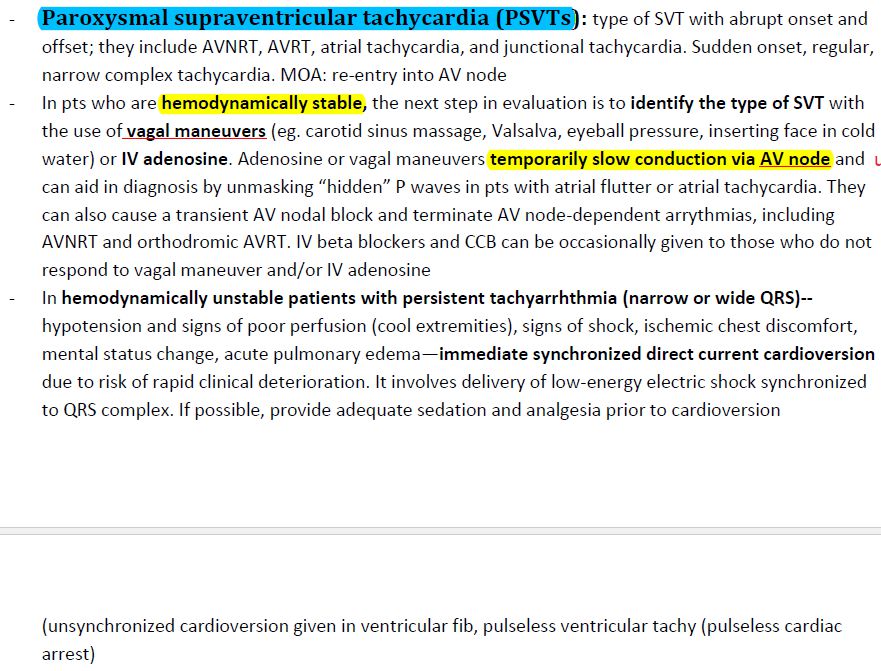 - Paroxysmal supraventricular tachycardia (PSVTs): type of SVT with abrupt onset and
offset; they include AVNRT, AVRT, atrial tachycardia, and junctional tachycardia. Sudden onset, regular,
narrow complex tachycardia. MOA: re-entry into AV node
- In pts who are hemodynamically stable, the next step in evaluation is to identify the type of SVT with
the use of vagal maneuvers (eg. carotid sinus massage, Valsalva, eyeball pressure, inserting face in cold
water) or IV adenosine. Adenosine or vagal maneuvers temporarily slow conduction via AV node and
can aid in diagnosis by unmasking “hidden” P waves in pts with atrial flutter or atrial tachycardia. They
can also cause a transient AV nodal block and terminate AV node-dependent arrythmias, including
AVNRT and orthodromic AVRT. IV beta blockers and CCB can be occasionally given to those who do not
respond to vagal maneuver and/or IV adenosine
- In hemodynamically unstable patients with persistent tachyarrhthmia (narrow or wide QRS)--
hypotension and signs of poor perfusion (cool extremities), signs of shock, ischemic chest discomfort,
mental status change, acute pulmonary edema—immediate synchronized direct current cardioversion
due to risk of rapid clinical deterioration. It involves delivery of low-energy electric shock synchronized
to QRS complex. If possible, provide adequate sedation and analgesia prior to cardioversion
(unsynchronized cardioversion given in ventricular fib, pulseless ventricular tachy (pulseless cardiac
arrest)